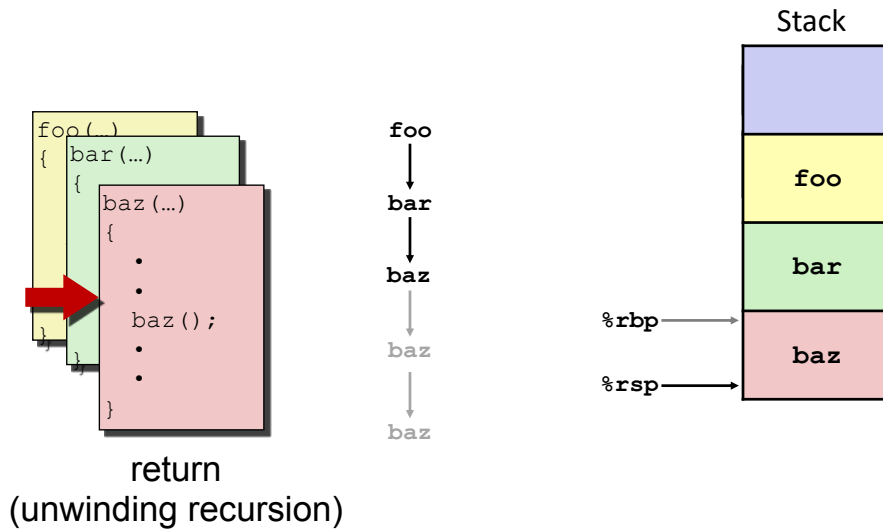 Stack
foo(…)
{
bar(…)
{
baz(…)
{
•
•
baz();
•
•
}
}
}
foo
bar
baz
baz
baz
foo
bar
baz
%rbp
%rsp
return
(unwinding recursion)